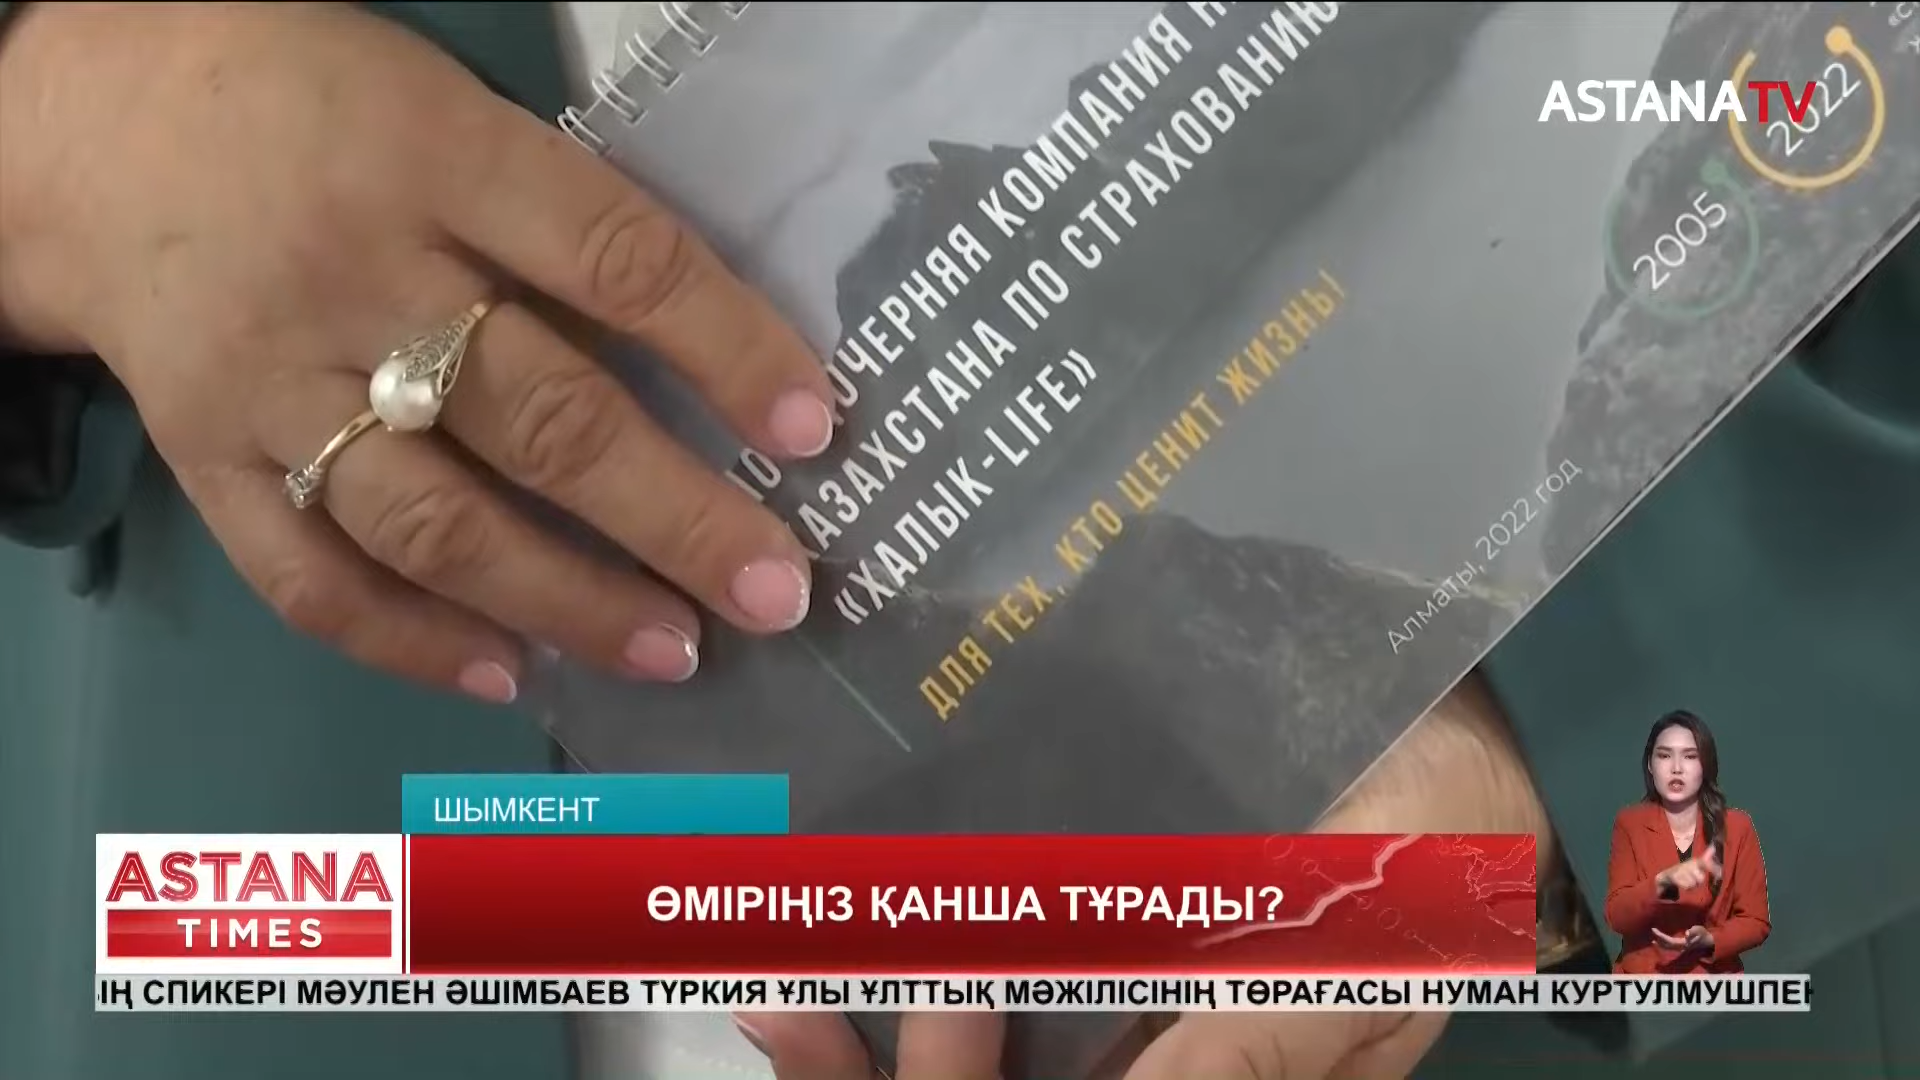 ДОЧЕРНЯЯ КОМПАНИЯ
КАЗАХСТАНА ПО СТРАХОВАНИЮ
«ХАЛЫК-LIFE»
ДЛЯ ТЕХ, КТО ЦЕНИТ ЖИЗНЬ!
Алматы, 2022 год
2005
2022
ASTANATV
ШЫМКЕНТ
ASTANA
TIMES
ӨМІРІҢІЗ ҚАНША ТҰРАДЫ?
СПИКЕРІ МӘУЛЕН ӘШІМБАЕВ ТҮРКИЯ ҰЛЫ ҰЛТТЫҚ МӘЖІЛІСІНІҢ ТӨРАҒАСЫ НУМАН КУРТУЛМУШПЕН